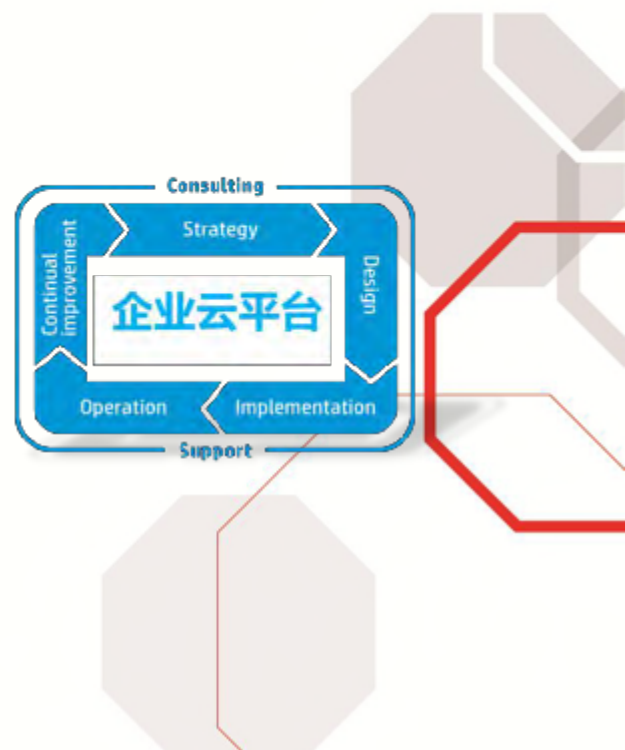 Consulting
Strategy
Continual
improvement
Design
企业云平台
Operation
Implementation
Support